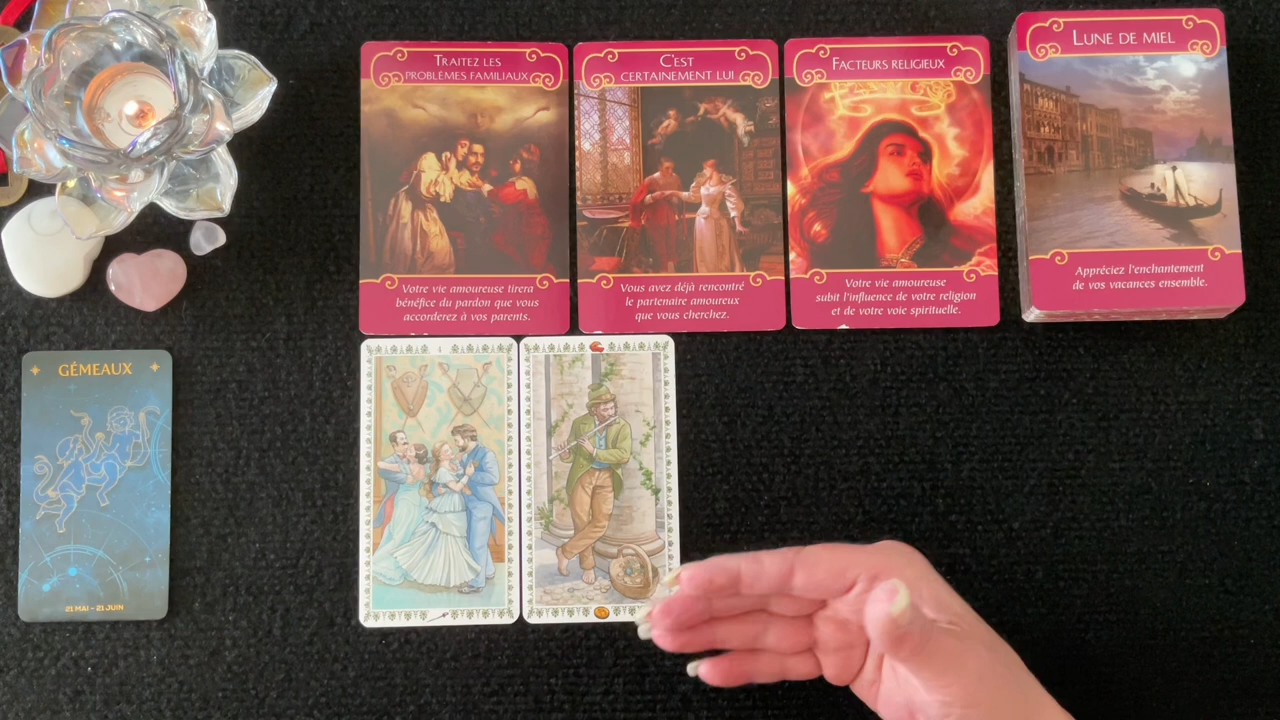 TRAITEZ LES
PROBLÈMES FAMILIAUX
Votre vie amoureuse tirera
bénéfice du pardon que vous
accorderez à vos parents.
C'EST
CERTAINEMENT LUI
Vous avez déjà rencontré
le partenaire amoureux
que vous cherchez.
FACTEURS RELIGIEUX
Votre vie amoureuse
subit l'influence de votre religion
et de votre voie spirituelle.
LUNE DE MIEL
Appréciez l'enchantement
de vos vacances ensemble.
GÉMEAUX
21 MAI - 21 JUIN
4